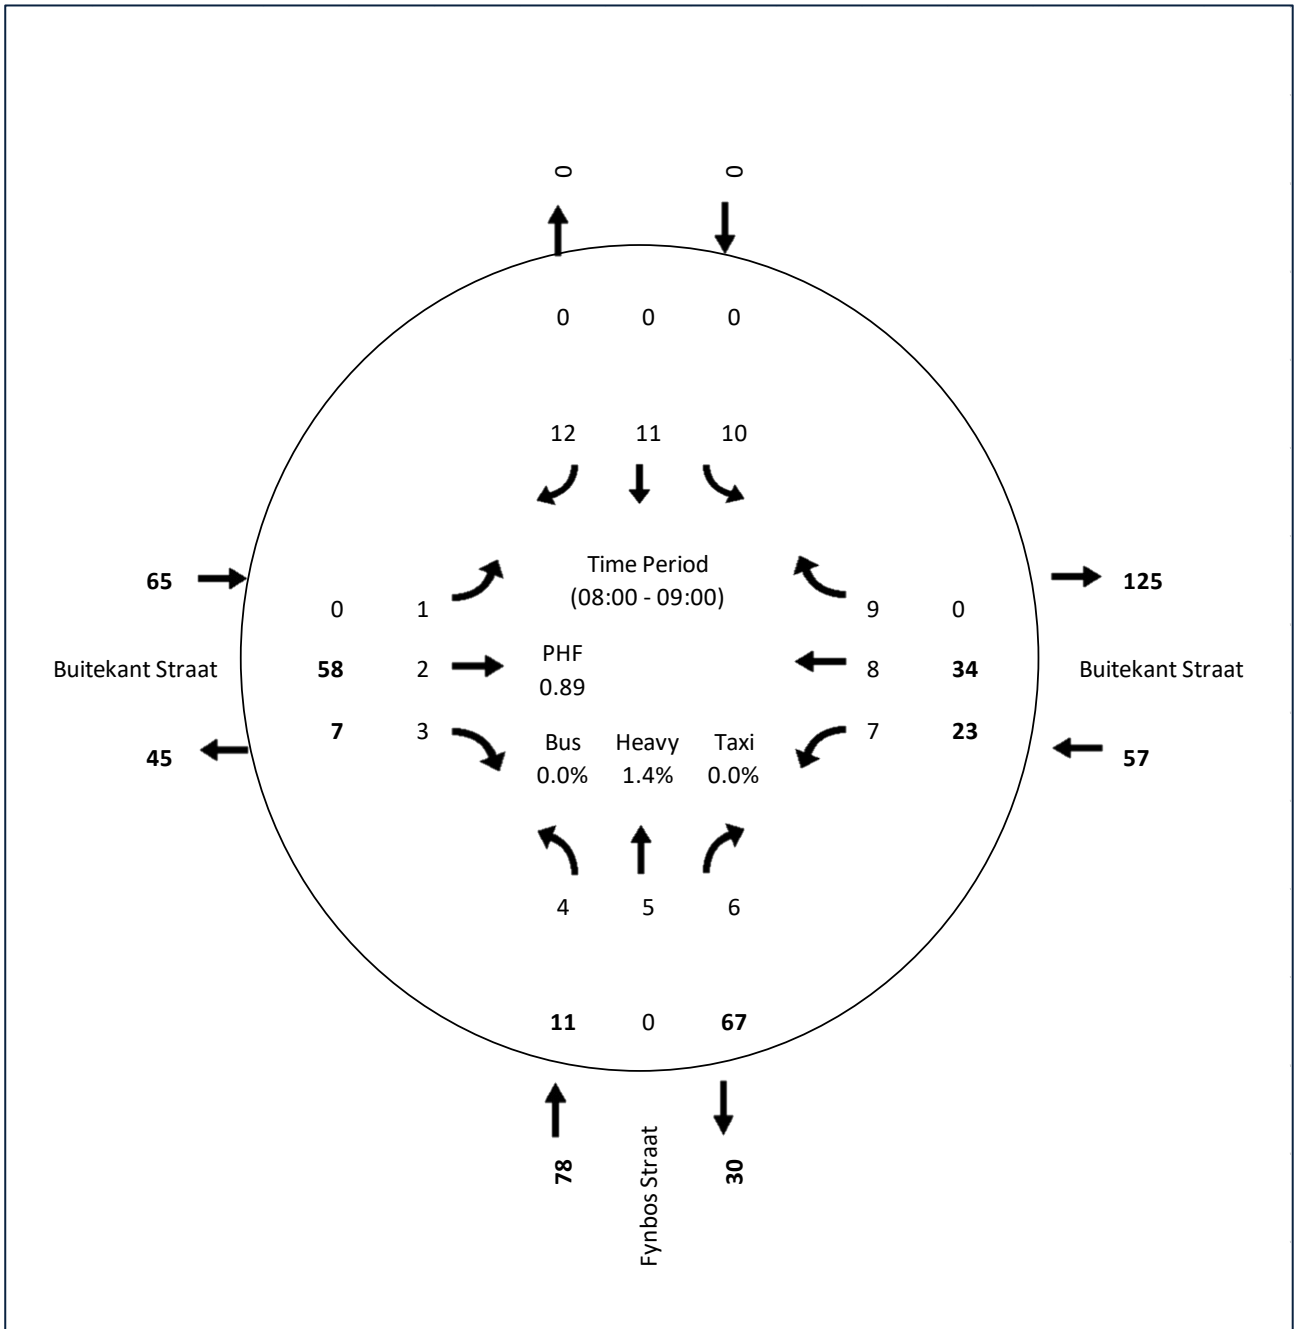 0 0
0 0 0
12 11 10
Time Period
(08:00 - 09:00)
65
125
0 1
9 0
PHF
0.89
Buitekant Straat
58 2
8 34
Buitekant Straat
7 3
7 23
Bus Heavy Taxi
0.0% 1.4% 0.0%
45
57
4 5 6
11 0 67
78
Fynbos Straat
30